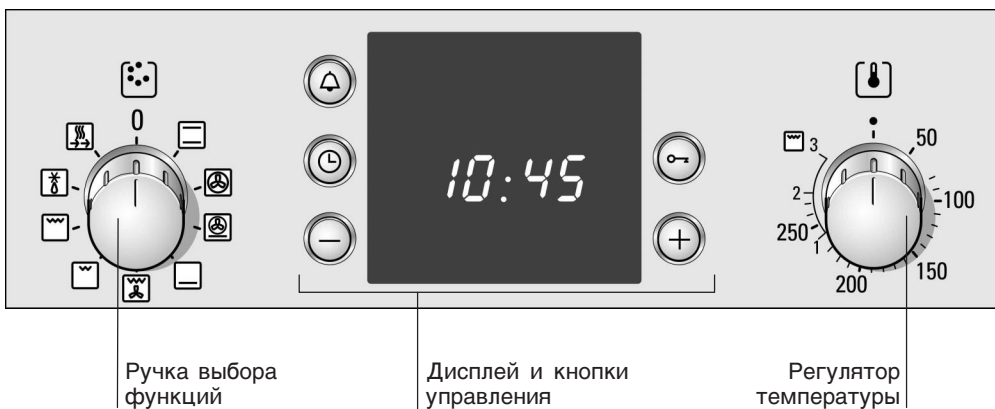 0
10:45
50
100
150
200
250
3
2
1
Ручка выбора
функций
Дисплей и кнопки
управления
Регулятор
температуры